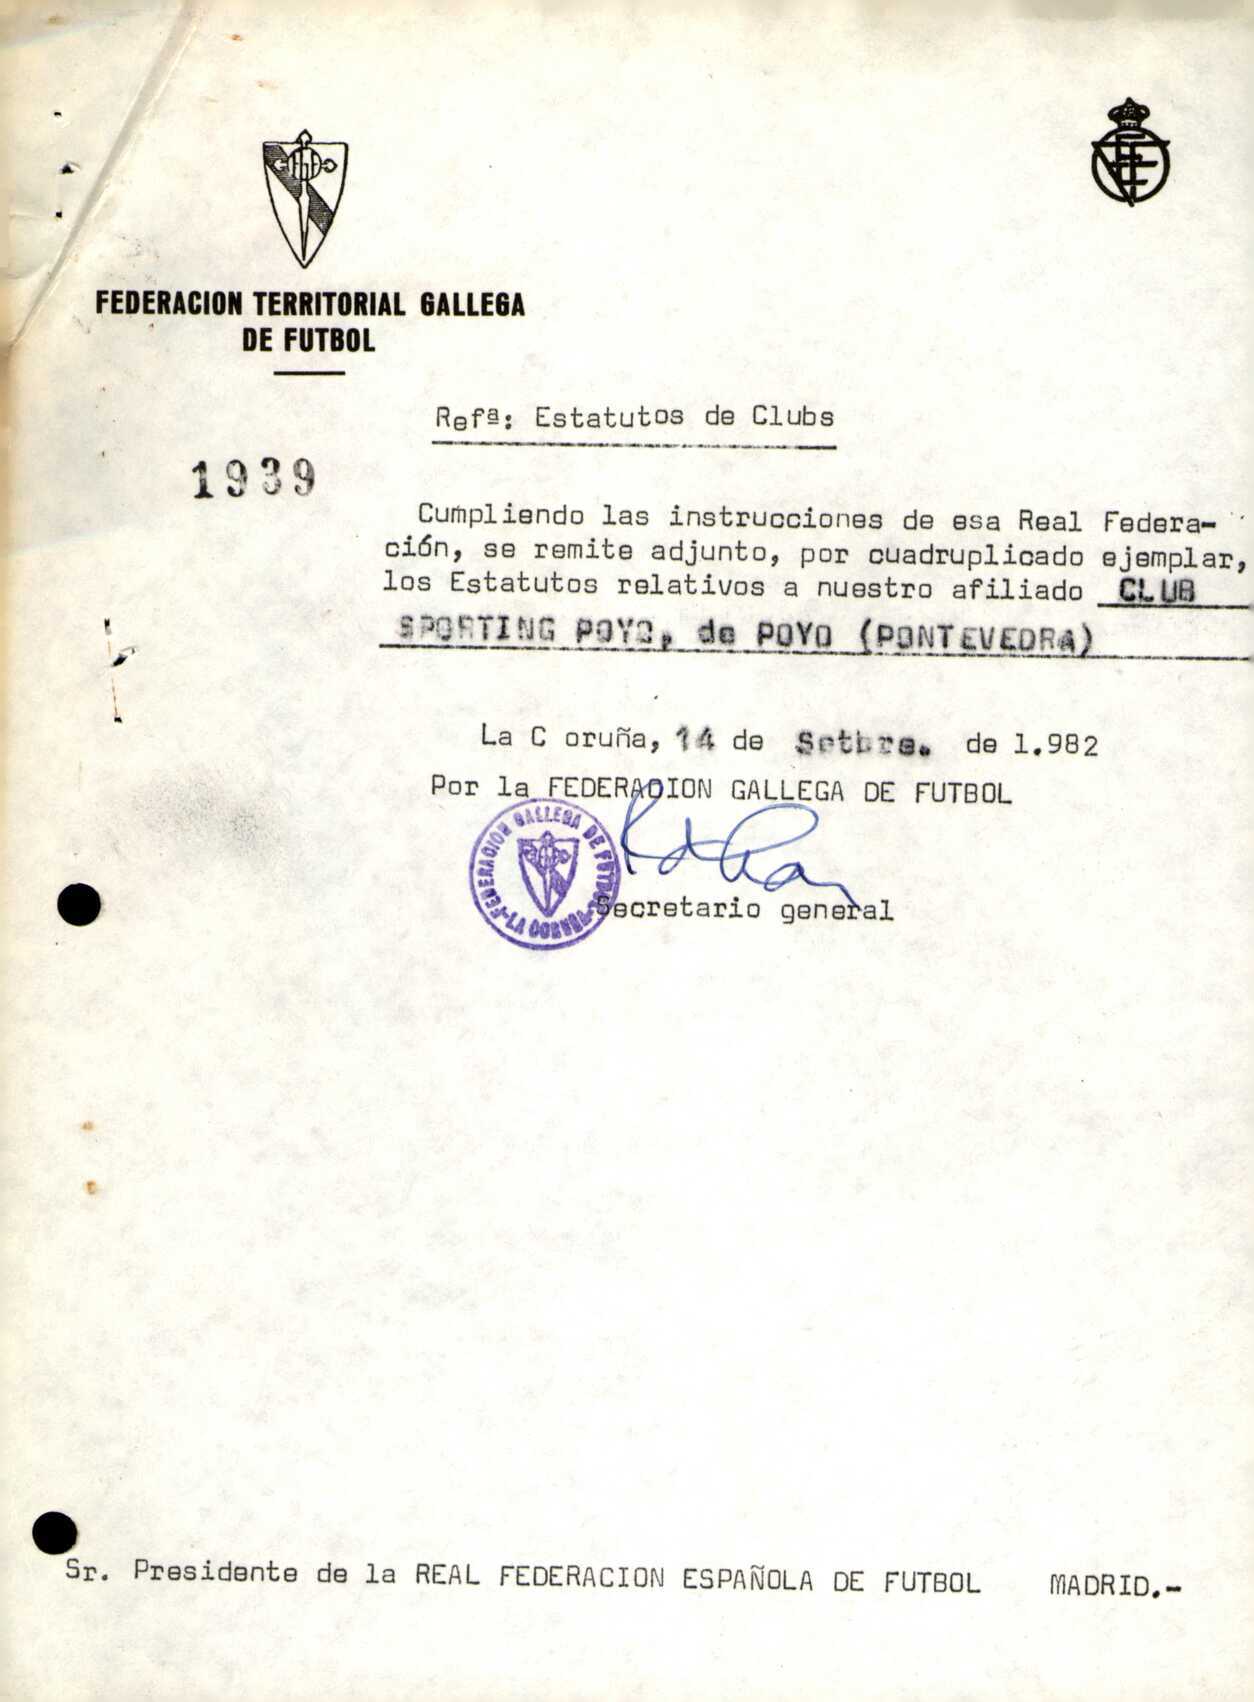 FEDERACION TERRITORIAL GALLEGA
DE FUTBOL
Refª: Estatutos de Clubs
1939
Cumpliendo las instrucciones de esa Real Federa-
ción, se remite adjunto, por cuadruplicado ejemplar,
los Estatutos relativos a nuestro afiliado CLUB
SPORTING POYO, de POYO (PONTEVEDRA)
La C oruña, 14 de Setbre. de 1.982
Por la FEDERACION GALLEGA DE FUTBOL
FEDERACION GALLEGA DE FUTBOL
-LA CORUÑA-
Secretario general
Sr. Presidente de la REAL FEDERACION ESPAÑOLA DE FUTBOL MADRID.-